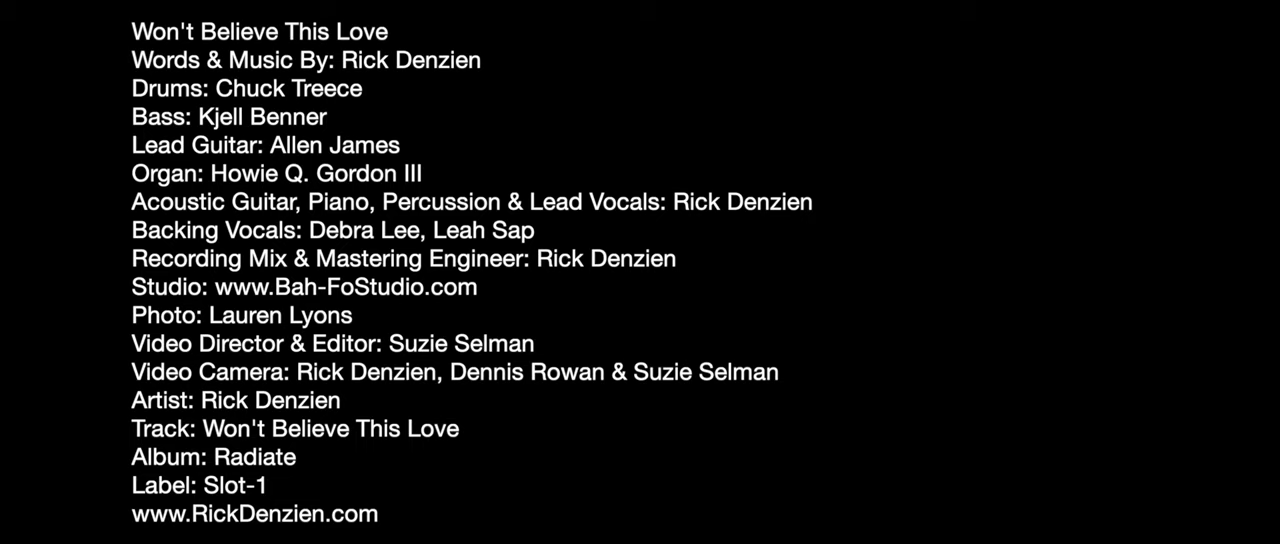 Won't Believe This Love
Words & Music By: Rick Denzien
Drums: Chuck Treece
Bass: Kjell Benner
Lead Guitar: Allen James
Organ: Howie Q. Gordon III
Acoustic Guitar, Piano, Percussion & Lead Vocals: Rick Denzien
Backing Vocals: Debra Lee, Leah Sap
Recording Mix & Mastering Engineer: Rick Denzien
Studio: www.Bah-FoStudio.com
Photo: Lauren Lyons
Video Director & Editor: Suzie Selman
Video Camera: Rick Denzien, Dennis Rowan & Suzie Selman
Artist: Rick Denzien
Track: Won't Believe This Love
Album: Radiate
Label: Slot-1
www.RickDenzien.com